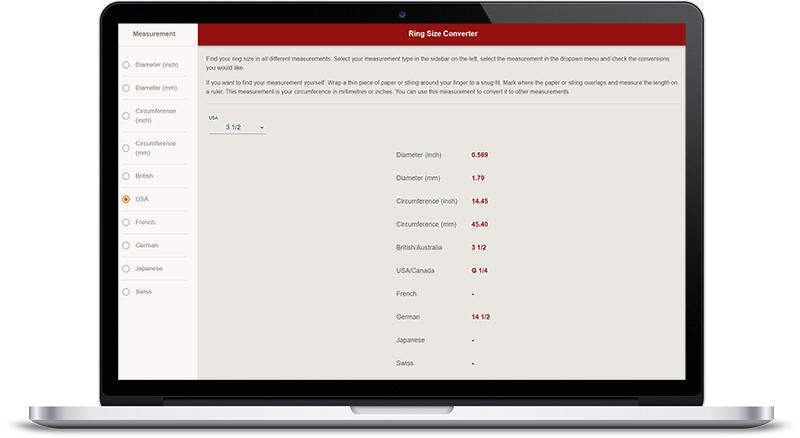 Measurement
Ring Size Converter
Diameter (inch)
Diameter (mm)
Circumference
(inch)
Circumference
(mm)
British
USA
French
German
Japanese
Swiss
Find your ring size in all different measurements. Select your measurement type in the sidebar on the left, select the measurement in the dropown menu and check the conversions
you would like
If you want to find your measurement yourself. Wrap a thin piece of paper or string around your finger to a snug fil. Mark where the paper or string overlaps and measure the length on
a ruler. This measurement is your circumference in millimetres or inches. You can use this measurement to convert it to other measurements
USA
3 1/2
Diameter (inch) 0.569
Diameter (mm) 1.79
Circumference (inch) 14.45
Circumference (mm) 45.40
British/Australia 3 1/2
USA/Canada G 1/4
French -
German 14 1/2
Japanese -
Swiss -